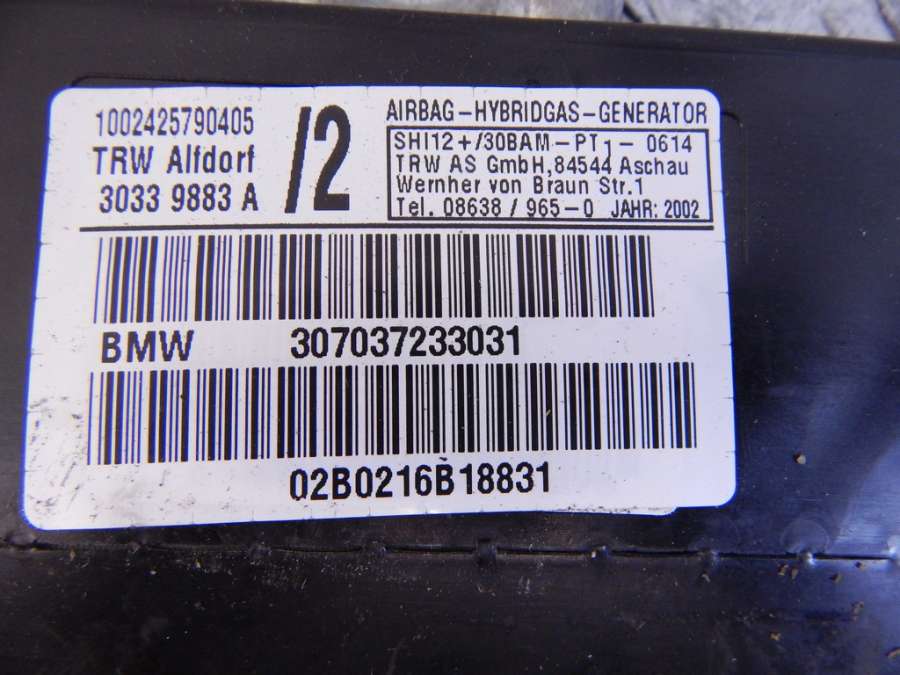 1002425790405
TRW Alfdorf
3033 9883 A
/2
AIRBAG-HYBRIDGAS-GENERATOR
SHI12+/30BAM-PT1-0614
TRW AS GmbH,84544 Aschau
Wernher von Braun Str.1
Tel. 08638 / 965-0 JAHR: 2002
BMW 307037233031
02B0216B18831